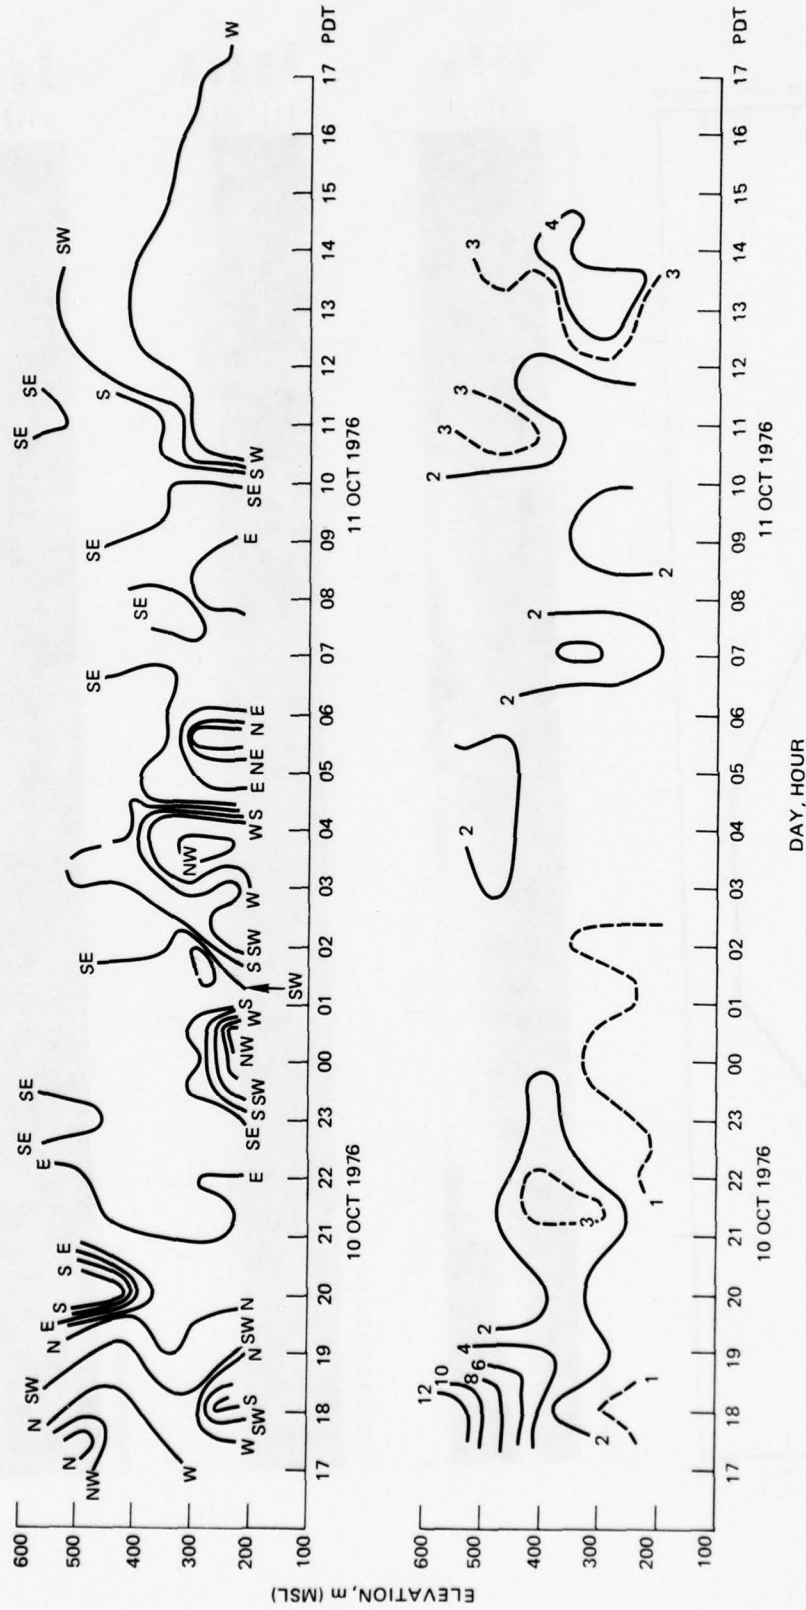 ELEVATION, m (MSL)
600
500
400
300
200
100
NW
N
N
SW
N
E
S
S
E
E
SE
SE
SE
SE
SE
SE
SE
SE
S
SW
W
W
W
SW
S
N
SW
N
E
SE
S
SW
NW
W
S
SW
S
SW
W
NW
W
S
E
NE
N
E
E
SE
S
W
17 18 19 20 21 22 23 00 01 02 03 04 05 06 07 08 09 10 11 12 13 14 15 16 17 PDT
10 OCT 1976
11 OCT 1976
600
500
400
300
200
100
12
10
8
6
4
2
2
1
3
1
2
2
2
2
2
3
3
3
4
3
17 18 19 20 21 22 23 00 01 02 03 04 05 06 07 08 09 10 11 12 13 14 15 16 17 PDT
10 OCT 1976
11 OCT 1976
DAY, HOUR